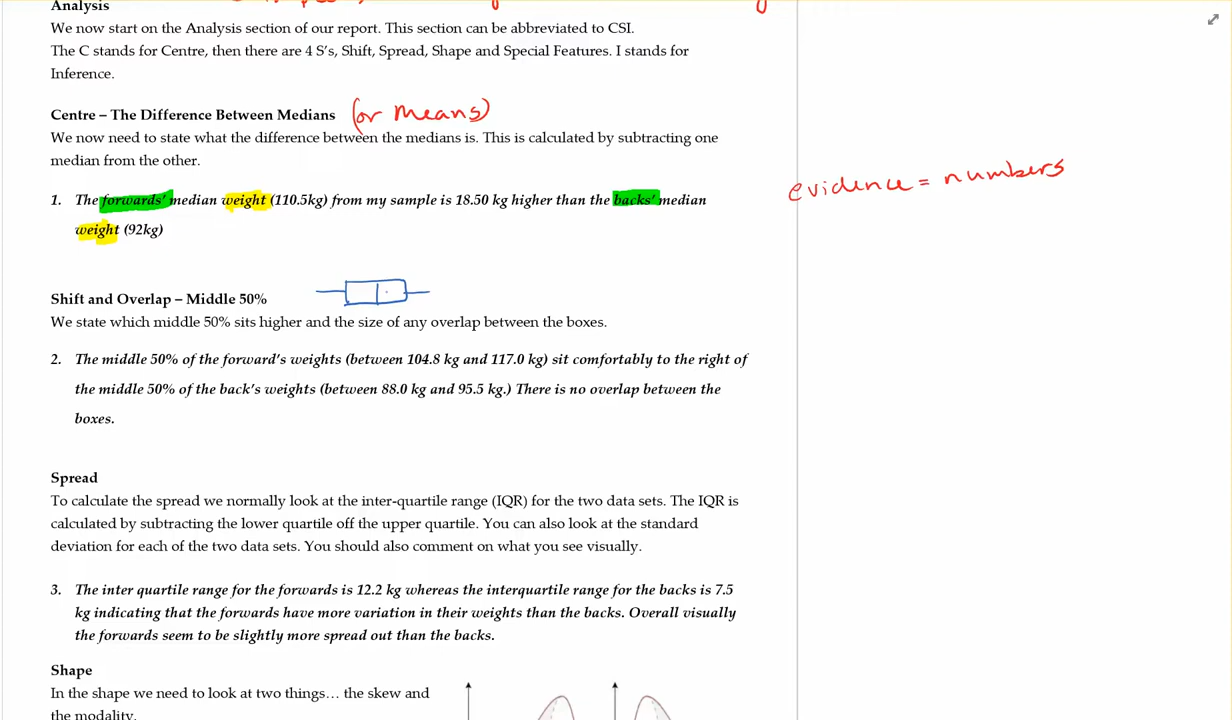 Analysis
We now start on the Analysis section of our report. This section can be abbreviated to CSI.
The C stands for Centre, then there are 4 S's, Shift, Spread, Shape and Special Features. I stands for
Inference.
Centre – The Difference Between Medians (or Means)
We now need to state what the difference between the medians is. This is calculated by subtracting one
median from the other.
evidence = numbers
1. The forwards' median weight (110.5kg) from my sample is 18.50 kg higher than the backs' median
weight (92kg)
Shift and Overlap – Middle 50%
We state which middle 50% sits higher and the size of any overlap between the boxes.
2. The middle 50% of the forward's weights (between 104.8 kg and 117.0 kg) sit comfortably to the right of
the middle 50% of the back's weights (between 88.0 kg and 95.5 kg.) There is no overlap between the
boxes.
Spread
To calculate the spread we normally look at the inter-quartile range (IQR) for the two data sets. The IQR is
calculated by subtracting the lower quartile off the upper quartile. You can also look at the standard
deviation for each of the two data sets. You should also comment on what you see visually.
3. The inter quartile range for the forwards is 12.2 kg whereas the interquartile range for the backs is 7.5
kg indicating that the forwards have more variation in their weights than the backs. Overall visually
the forwards seem to be slightly more spread out than the backs.
Shape
In the shape we need to look at two things… the skew and
the modality.